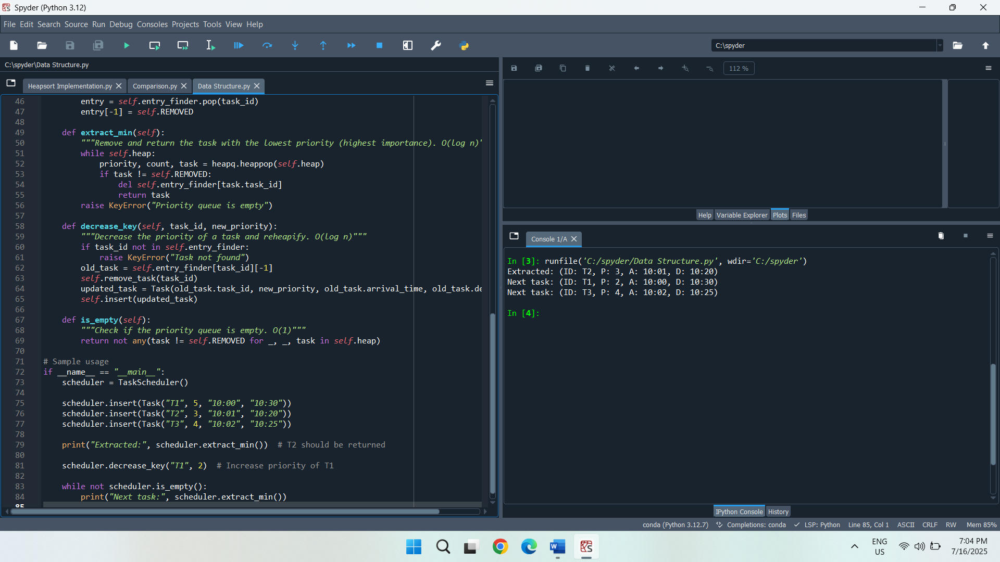 Spyder (Python 3.12)
File Edit Search Source Run Debug Consoles Projects Tools View Help
C:\spyder
C:\spyder\Data Structure.py
Heapsort Implementation.py
Comparison.py
Data Structure.py
46 entry = self.entry_finder.pop(task_id)
47 entry[-1] = self.REMOVED
48
49 def extract_min(self):
50 """Remove and return the task with the lowest priority (highest importance). O(log n)"
51 while self.heap:
52 priority, count, task = heapq.heappop(self.heap)
53 if task != self.REMOVED:
54 del self.entry_finder[task.task_id]
55 return task
56 raise KeyError("Priority queue is empty")
57
58 def decrease_key(self, task_id, new_priority):
59 """Decrease the priority of a task and reheapify. O(log n)"""
60 if task_id not in self.entry_finder:
61 raise KeyError("Task not found")
62 old_task = self.entry_finder[task_id][-1]
63 self.remove_task(task_id)
64 updated_task = Task(old_task.task_id, new_priority, old_task.arrival_time, old_task.de
65 self.insert(updated_task)
66
67 def is_empty(self):
68 """Check if the priority queue is empty. O(1)"""
69 return not any(task != self.REMOVED for _, _, task in self.heap)
70
71 # Sample usage
72 if __name__ == "__main__":
73 scheduler = TaskScheduler()
74
75 scheduler.insert(Task("T1", 5, "10:00", "10:30"))
76 scheduler.insert(Task("T2", 3, "10:01", "10:20"))
77 scheduler.insert(Task("T3", 4, "10:02", "10:25"))
78
79 print("Extracted:", scheduler.extract_min()) # T2 should be returned
80
81 scheduler.decrease_key("T1", 2) # Increase priority of T1
82
83 while not scheduler.is_empty():
84 print("Next task:", scheduler.extract_min())
85
112 %
Help Variable Explorer Plots Files
Console 1/A
In [3]: runfile('C:/spyder/Data Structure.py', wdir='C:/spyder')
Extracted: (ID: T2, P: 3, A: 10:01, D: 10:20)
Next task: (ID: T1, P: 2, A: 10:00, D: 10:30)
Next task: (ID: T3, P: 4, A: 10:02, D: 10:25)
In [4]:
IPython Console History
conda (Python 3.12.7) Completions: conda LSP: Python Line 85, Col 1 ASCII CRLF RW Mem 85%
ENG
US
7:04 PM
7/16/2025